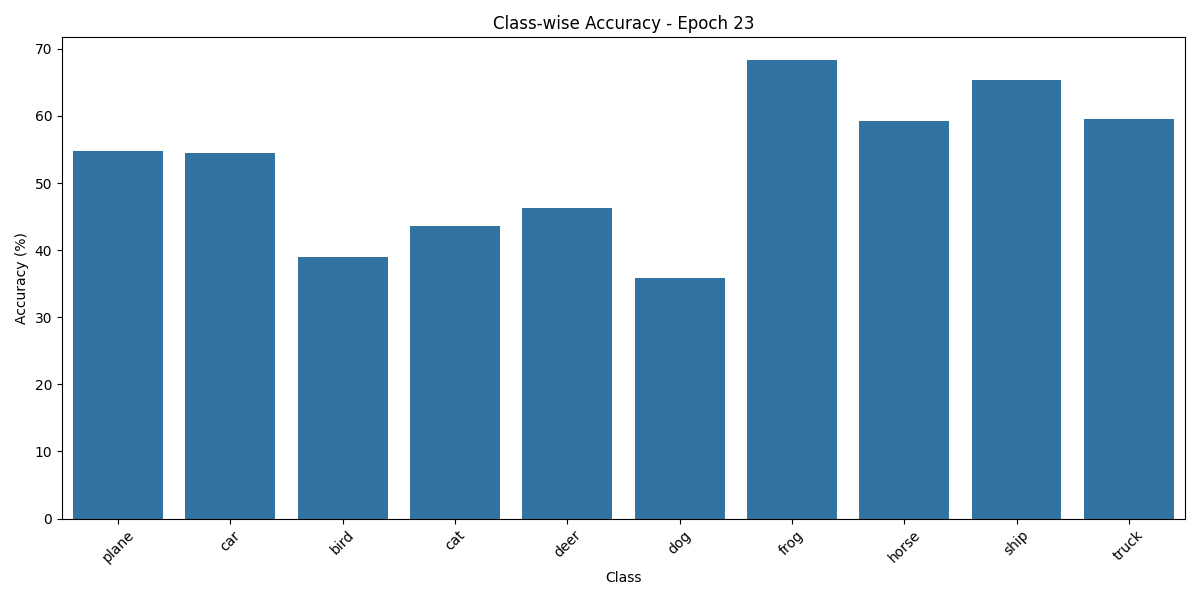 Class-wise Accuracy - Epoch 23
Accuracy (%)
70
60
50
40
30
20
10
0
plane
car
bird
cat
deer
dog
frog
horse
ship
truck
Class